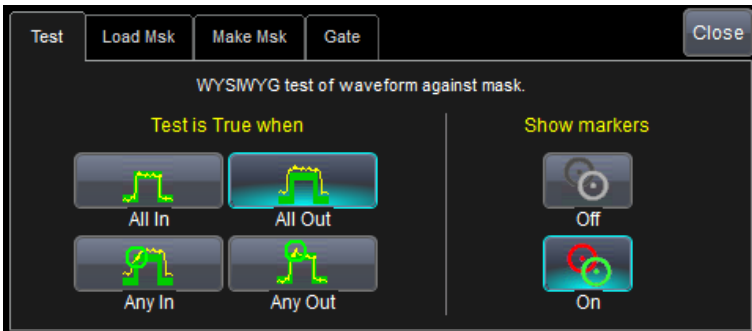 Test
Load Msk
Make Msk
Gate
Close
WYSIWYG test of waveform against mask.
Test is True when
Show markers
All In
All Out
Off
Any In
Any Out
On